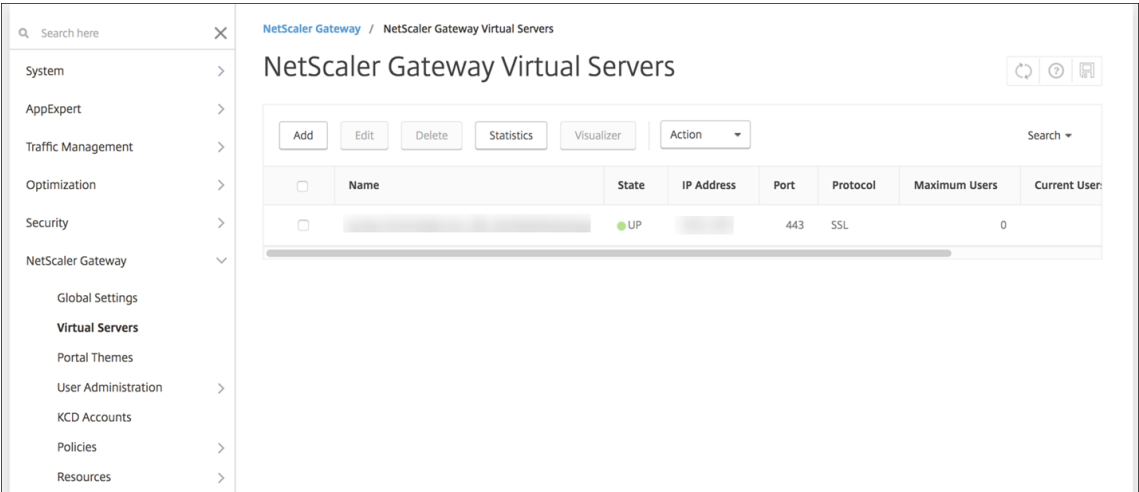 Search here
System
AppExpert
Traffic Management
Optimization
Security
NetScaler Gateway
Global Settings
Virtual Servers
Portal Themes
User Administration
KCD Accounts
Policies
Resources
NetScaler Gateway / NetScaler Gateway Virtual Servers
NetScaler Gateway Virtual Servers
Add Edit Delete Statistics Visualizer Action Search
Name State IP Address Port Protocol Maximum Users Current Users
UP 443 SSL 0